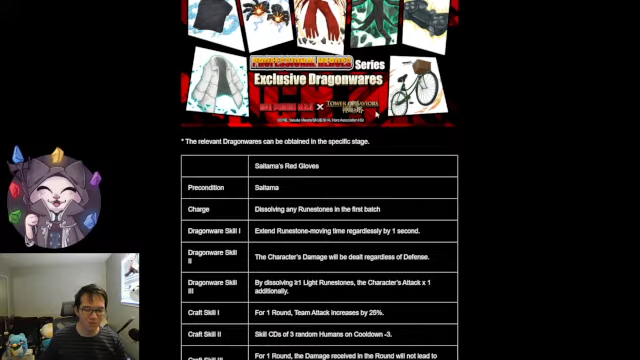 PROFESSIONAL HEROES Series
Exclusive Dragonwares
ONE PUNCH MAN × TOWER OF SAVIORS
* The relevant Dragonwares can be obtained in the specific stage.
Saitama's Red Gloves
Precondition Saitama
Charge Dissolving any Runestones in the first batch
Dragonware Skill I Extend Runestone-moving time regardlessly by 1 second.
Dragonware Skill II The Character's Damage will be dealt regardless of Defense.
Dragonware Skill III By dissolving ≥1 Light Runestones, the Character's Attack x 1
additionally.
Craft Skill I For 1 Round, Team Attack increases by 25%.
Craft Skill II Skill CDs of 3 random Humans on Cooldown -3.
Craft Skill III For 1 Round, the Damage received in the Round will not lead to